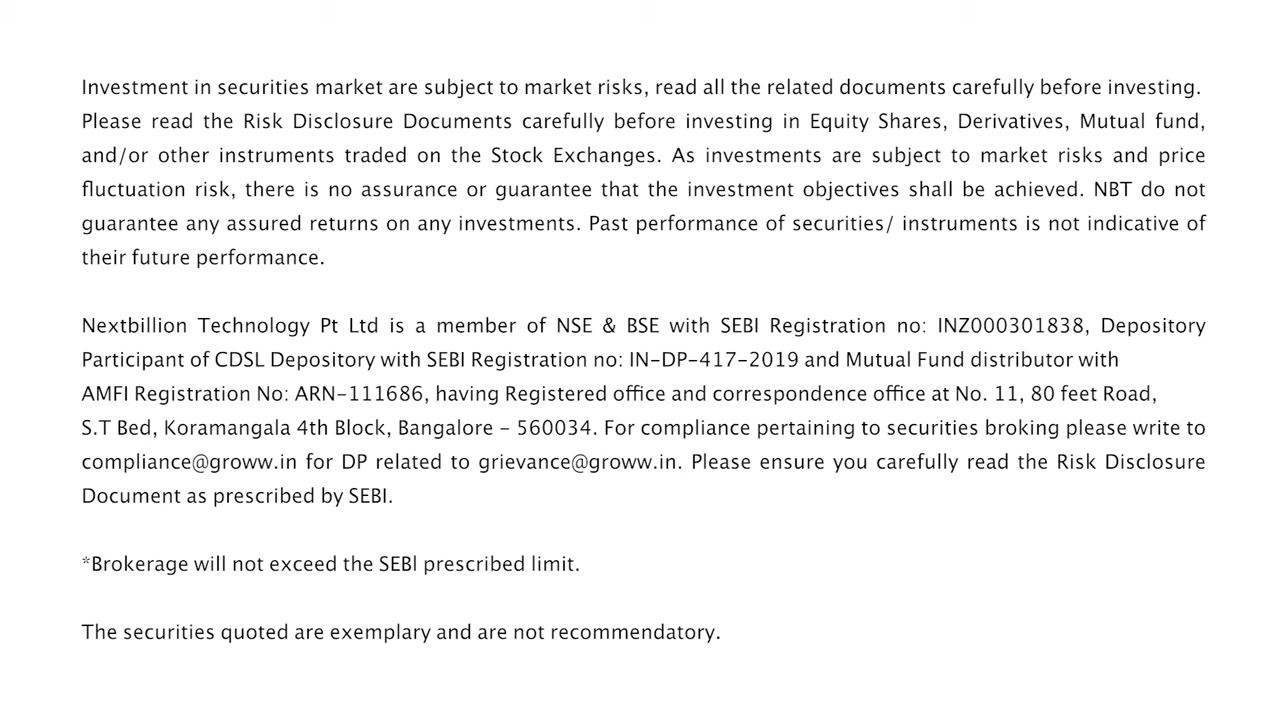 Investment in securities market are subject to market risks, read all the related documents carefully before investing.
Please read the Risk Disclosure Documents carefully before investing in Equity Shares, Derivatives, Mutual fund,
and/or other instruments traded on the Stock Exchanges. As investments are subject to market risks and price
fluctuation risk, there is no assurance or guarantee that the investment objectives shall be achieved. NBT do not
guarantee any assured returns on any investments. Past performance of securities/ instruments is not indicative of
their future performance.
Nextbillion Technology Pt Ltd is a member of NSE & BSE with SEBI Registration no: INZ000301838, Depository
Participant of CDSL Depository with SEBI Registration no: IN-DP-417-2019 and Mutual Fund distributor with
AMFI Registration No: ARN-111686, having Registered office and correspondence office at No. 11, 80 feet Road,
S.T Bed, Koramangala 4th Block, Bangalore - 560034. For compliance pertaining to securities broking please write to
compliance@groww.in for DP related to grievance@groww.in. Please ensure you carefully read the Risk Disclosure
Document as prescribed by SEBI.
*Brokerage will not exceed the SEBl prescribed limit.
The securities quoted are exemplary and are not recommendatory.